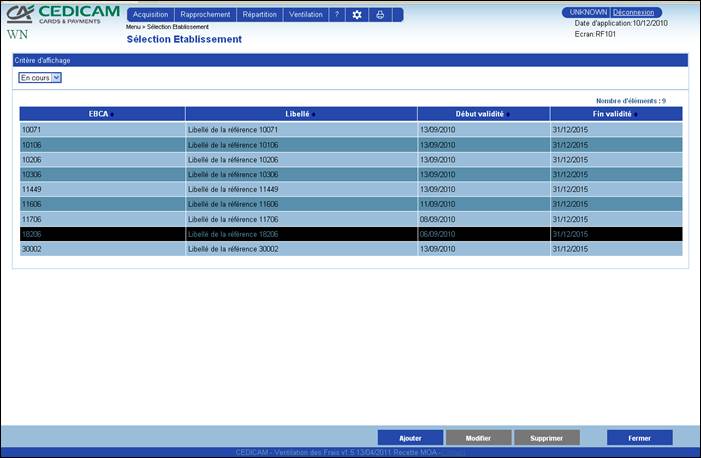 CEDICAM
CARDS & PAYMENTS
WN
Acquisition Rapprochement Répartition Ventilation ?
Menu > Sélection Etablissement
Sélection Etablissement
UNKNOWN Déconnexion
Date d'application:10/12/2010
Ecran:RF101
Critère d'affichage
En cours
Nombre d'éléments : 9
EBCA Libellé Début validité Fin validité
10071 Libellé de la référence 10071 13/09/2010 31/12/2015
10106 Libellé de la référence 10106 13/09/2010 31/12/2015
10206 Libellé de la référence 10206 13/09/2010 31/12/2015
10306 Libellé de la référence 10306 13/09/2010 31/12/2015
11449 Libellé de la référence 11449 13/09/2010 31/12/2015
11606 Libellé de la référence 11606 11/09/2010 31/12/2015
11706 Libellé de la référence 11706 08/09/2010 31/12/2015
18206 Libellé de la référence 18206 06/09/2010 31/12/2015
30002 Libellé de la référence 30002 13/09/2010 31/12/2015
Ajouter Modifier Supprimer Fermer
CEDICAM - Ventilation des Frais v1.5 13/04/2011 Recette MOA -